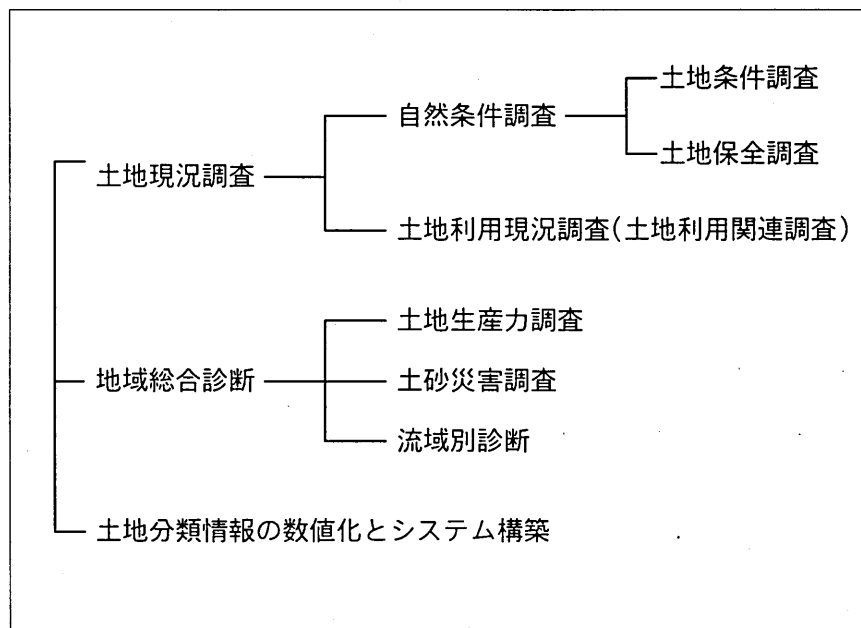 土地現況調査
自然条件調査
土地条件調査
土地保全調査
土地利用現況調査(土地利用関連調査)
地域総合診断
土地生産力調査
土砂災害調査
流域別診断
土地分類情報の数値化とシステム構築